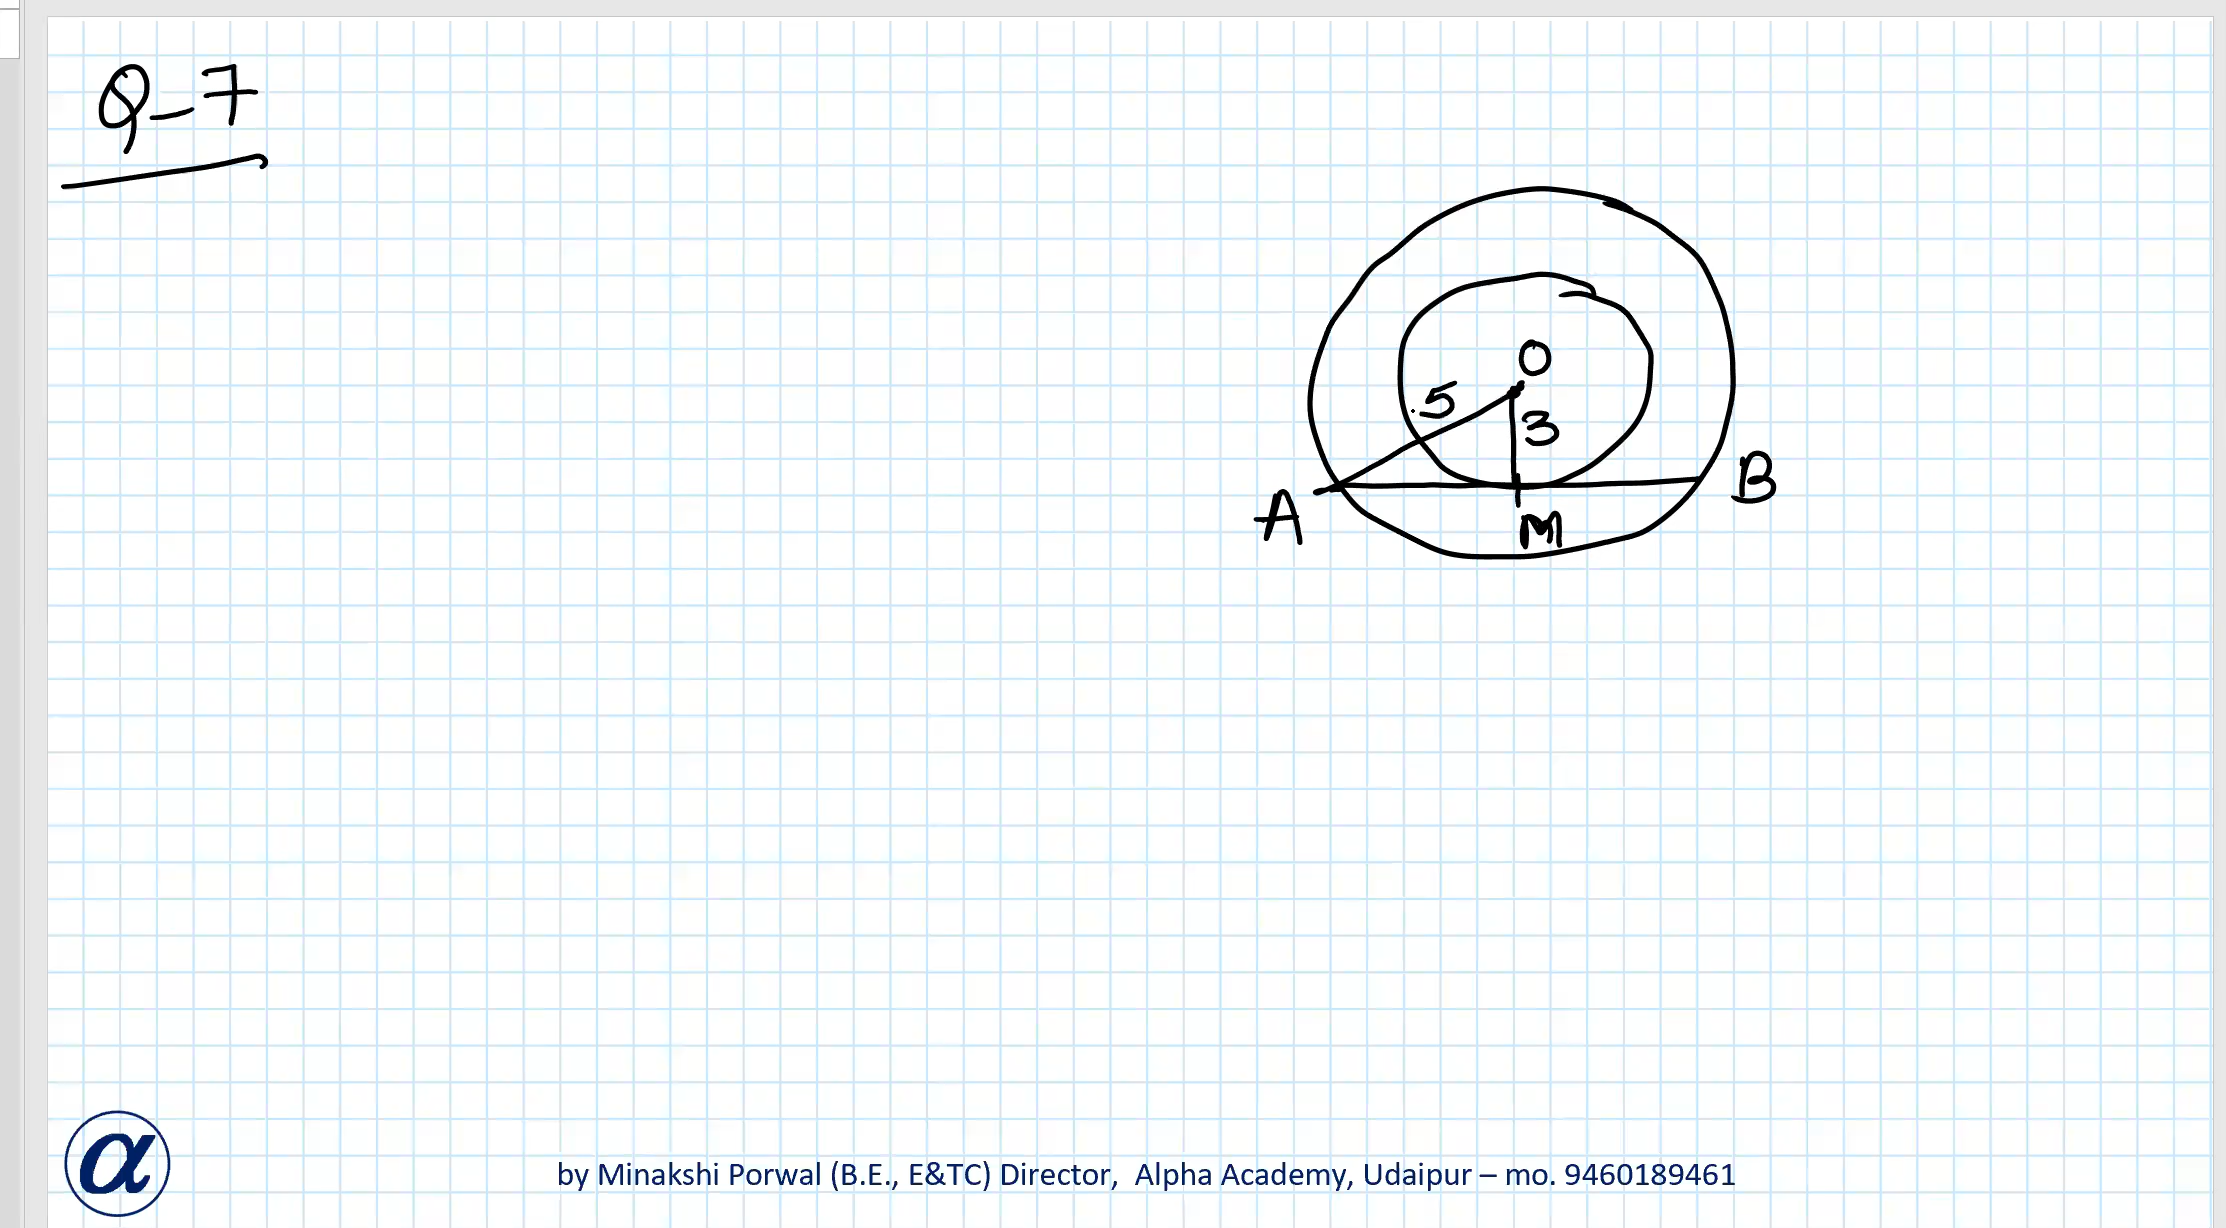 Q-7
O
5
3
A
B
M
α
by Minakshi Porwal (B.E., E&TC) Director, Alpha Academy, Udaipur – mo. 9460189461